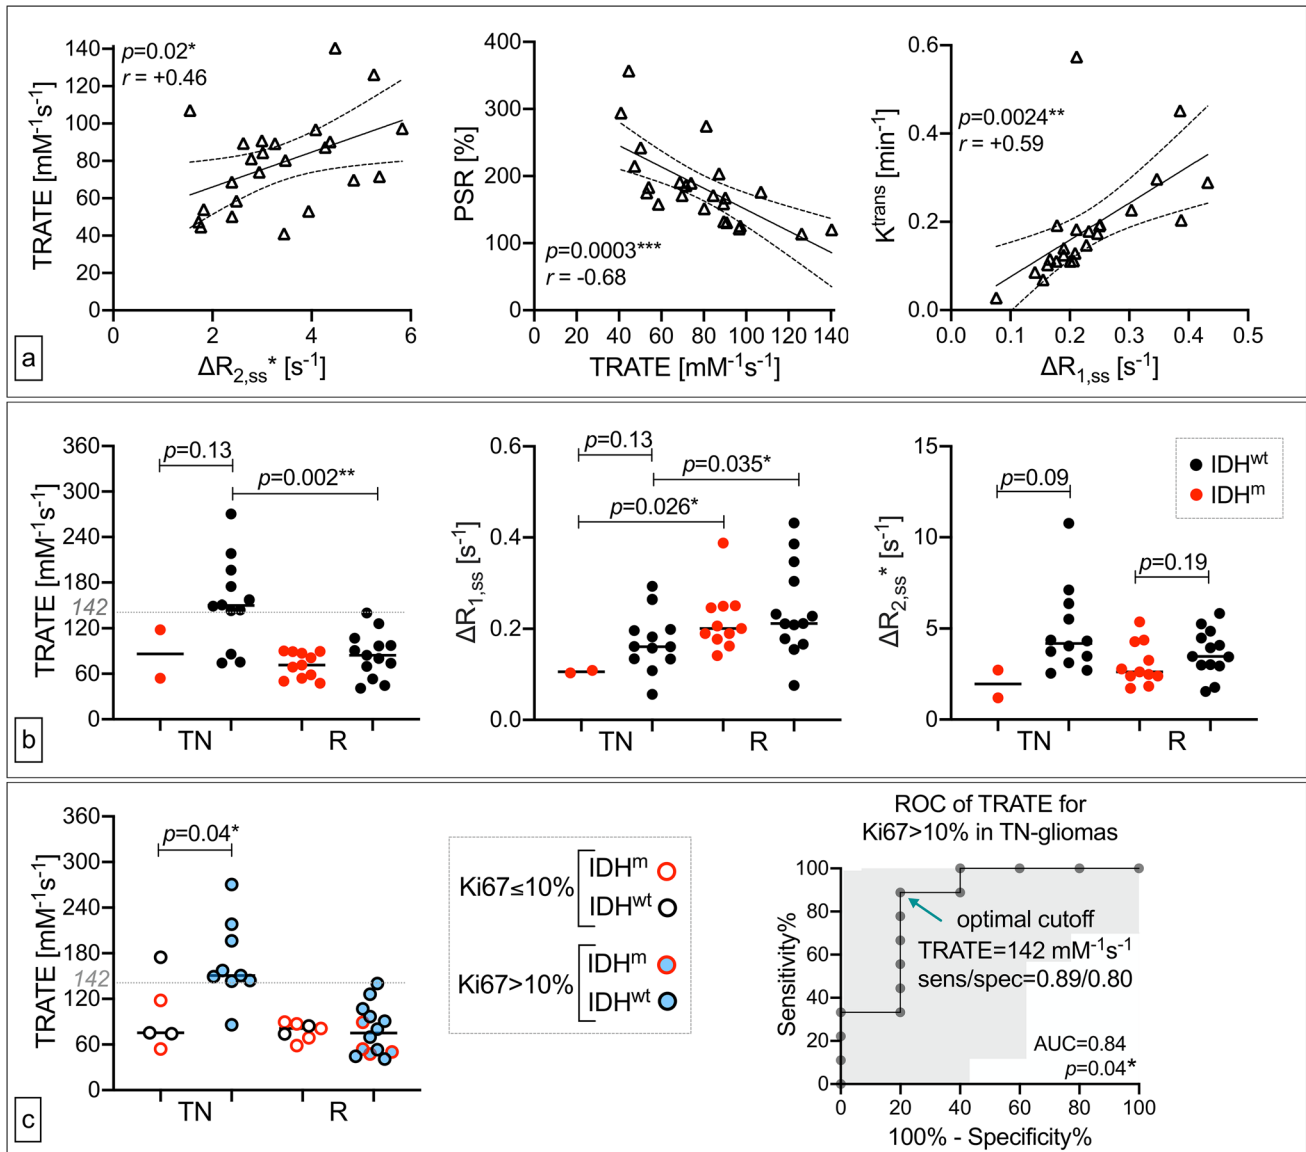 p=0.02*
r = +0.46
TRATE [mM⁻¹s⁻¹]
140
120
100
80
60
40
20
0
0 2 4 6
ΔR₂,ss* [s⁻¹]
p=0.0003***
r = -0.68
PSR [%]
400
300
200
100
0
0 20 40 60 80 100 120 140
TRATE [mM⁻¹s⁻¹]
p=0.0024**
r = +0.59
Kᵗʳᵃⁿˢ [min⁻¹]
0.6
0.4
0.2
0.0
0.0 0.1 0.2 0.3 0.4 0.5
ΔR₁,ss [s⁻¹]
a
TRATE [mM⁻¹s⁻¹]
360
300
240
180
142
120
60
0
p=0.13
p=0.002**
TN R
ΔR₁,ss [s⁻¹]
0.6
0.4
0.2
0.0
p=0.13
p=0.035*
p=0.026*
TN R
ΔR₂,ss* [s⁻¹]
15
10
5
0
p=0.09
p=0.19
TN R
IDHʷᵗ
IDHᵐ
b
TRATE [mM⁻¹s⁻¹]
360
300
240
180
142
120
60
0
p=0.04*
TN R
Ki67≤10%
IDHᵐ
IDHʷᵗ
Ki67>10%
IDHᵐ
IDHʷᵗ
ROC of TRATE for
Ki67>10% in TN-gliomas
Sensitivity%
100
80
60
40
20
0
optimal cutoff
TRATE=142 mM⁻¹s⁻¹
sens/spec=0.89/0.80
AUC=0.84
p=0.04*
0 20 40 60 80 100
100% - Specificity%
c